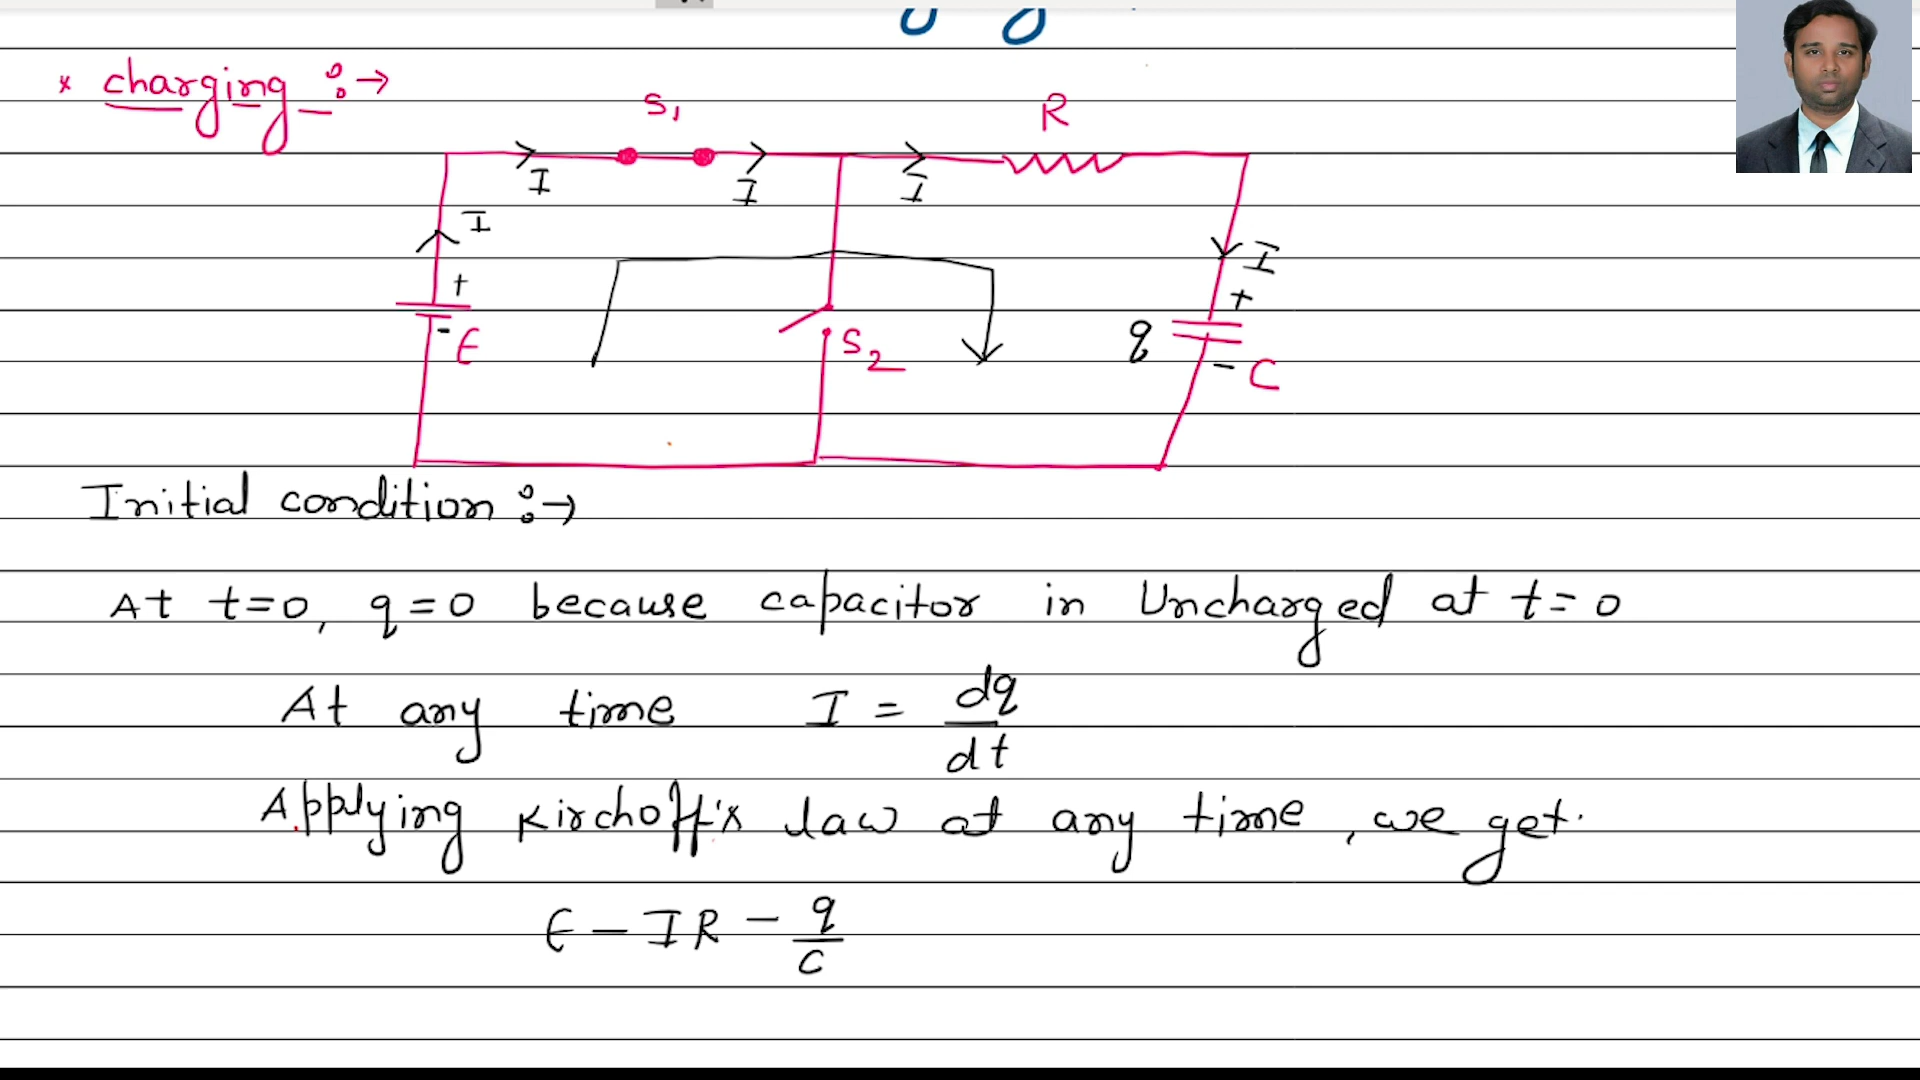 * charging :→
S1
R
I
I
I
I
I
+
+
-
E
S2
q
-
C
Initial condition :→
At t=0, q=0 because capacitor in Uncharged at t=0
At any time I = dq/dt
Applying Kirchoff's law at any time, we get.
E - IR - q/c